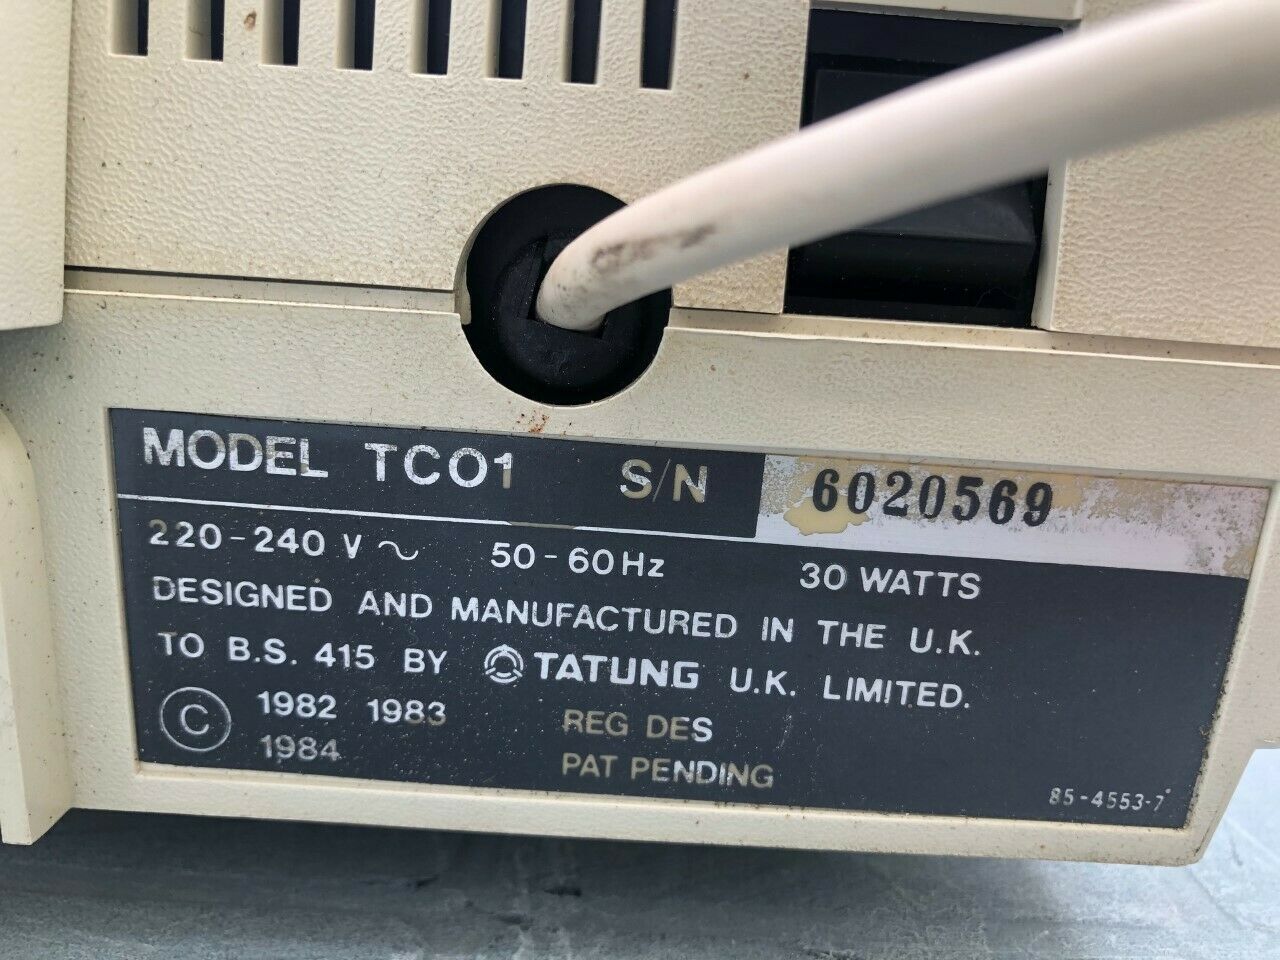 MODEL TC01 S/N 6020569
220-240 V ~ 50-60Hz 30 WATTS
DESIGNED AND MANUFACTURED IN THE U.K.
TO B.S. 415 BY TATUNG U.K. LIMITED.
© 1982 1983 REG DES
1984 PAT PENDING
85-4553-7